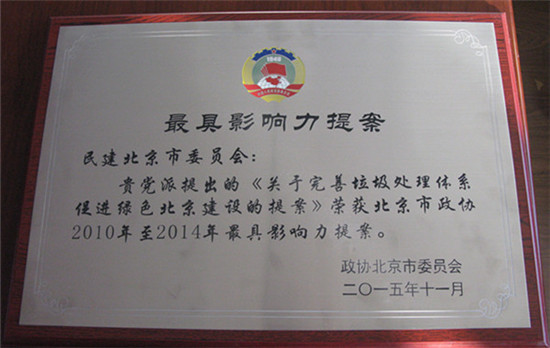 1949
最具影响力提案
民建北京市委员会：
贵党派提出的《关于完善垃圾处理体系
促进绿色北京建设的提案》荣获北京市政协
2010年至2014年最具影响力提案。
政协北京市委员会
二〇一五年十一月